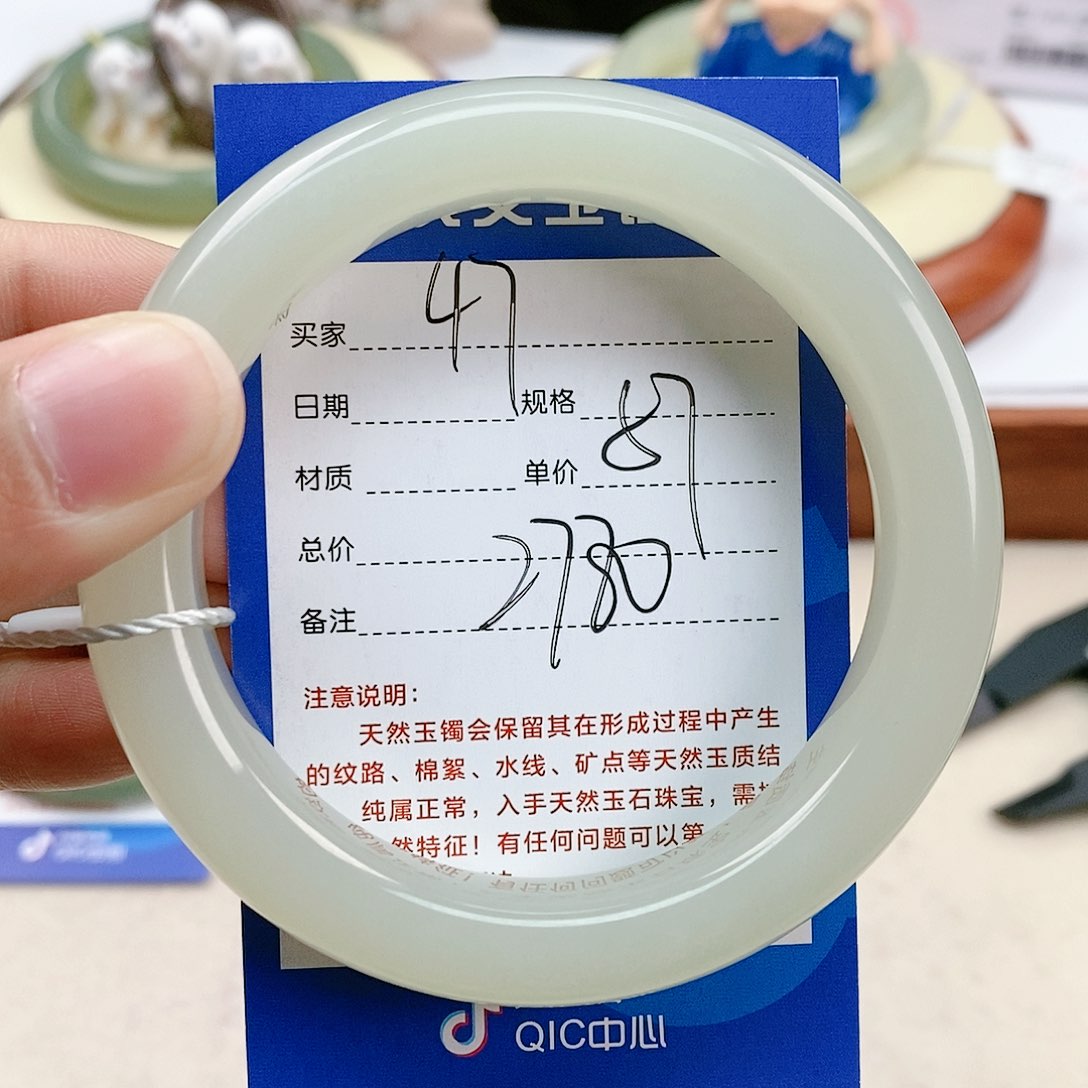 买家 47
日期 规格 87
材质 单价
总价 2780
备注
注意说明：
天然玉镯会保留其在形成过程中产生
的纹路、棉絮、水线、矿点等天然玉质结
纯属正常，入手天然玉石珠宝，需
然特征！有任何问题可以第
QIC中心